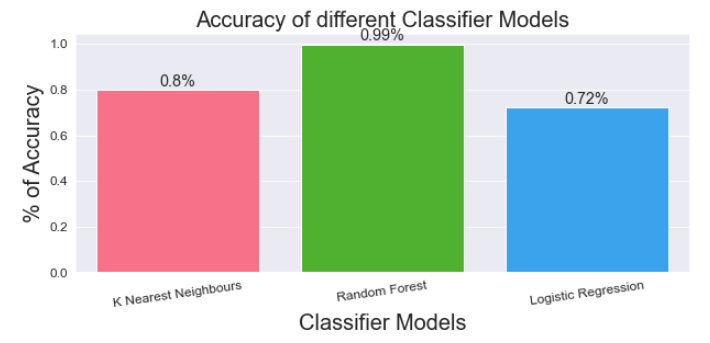 Accuracy of different Classifier Models
% of Accuracy
1.0
0.8
0.6
0.4
0.2
0.0
0.8%
0.99%
0.72%
K Nearest Neighbours
Random Forest
Logistic Regression
Classifier Models